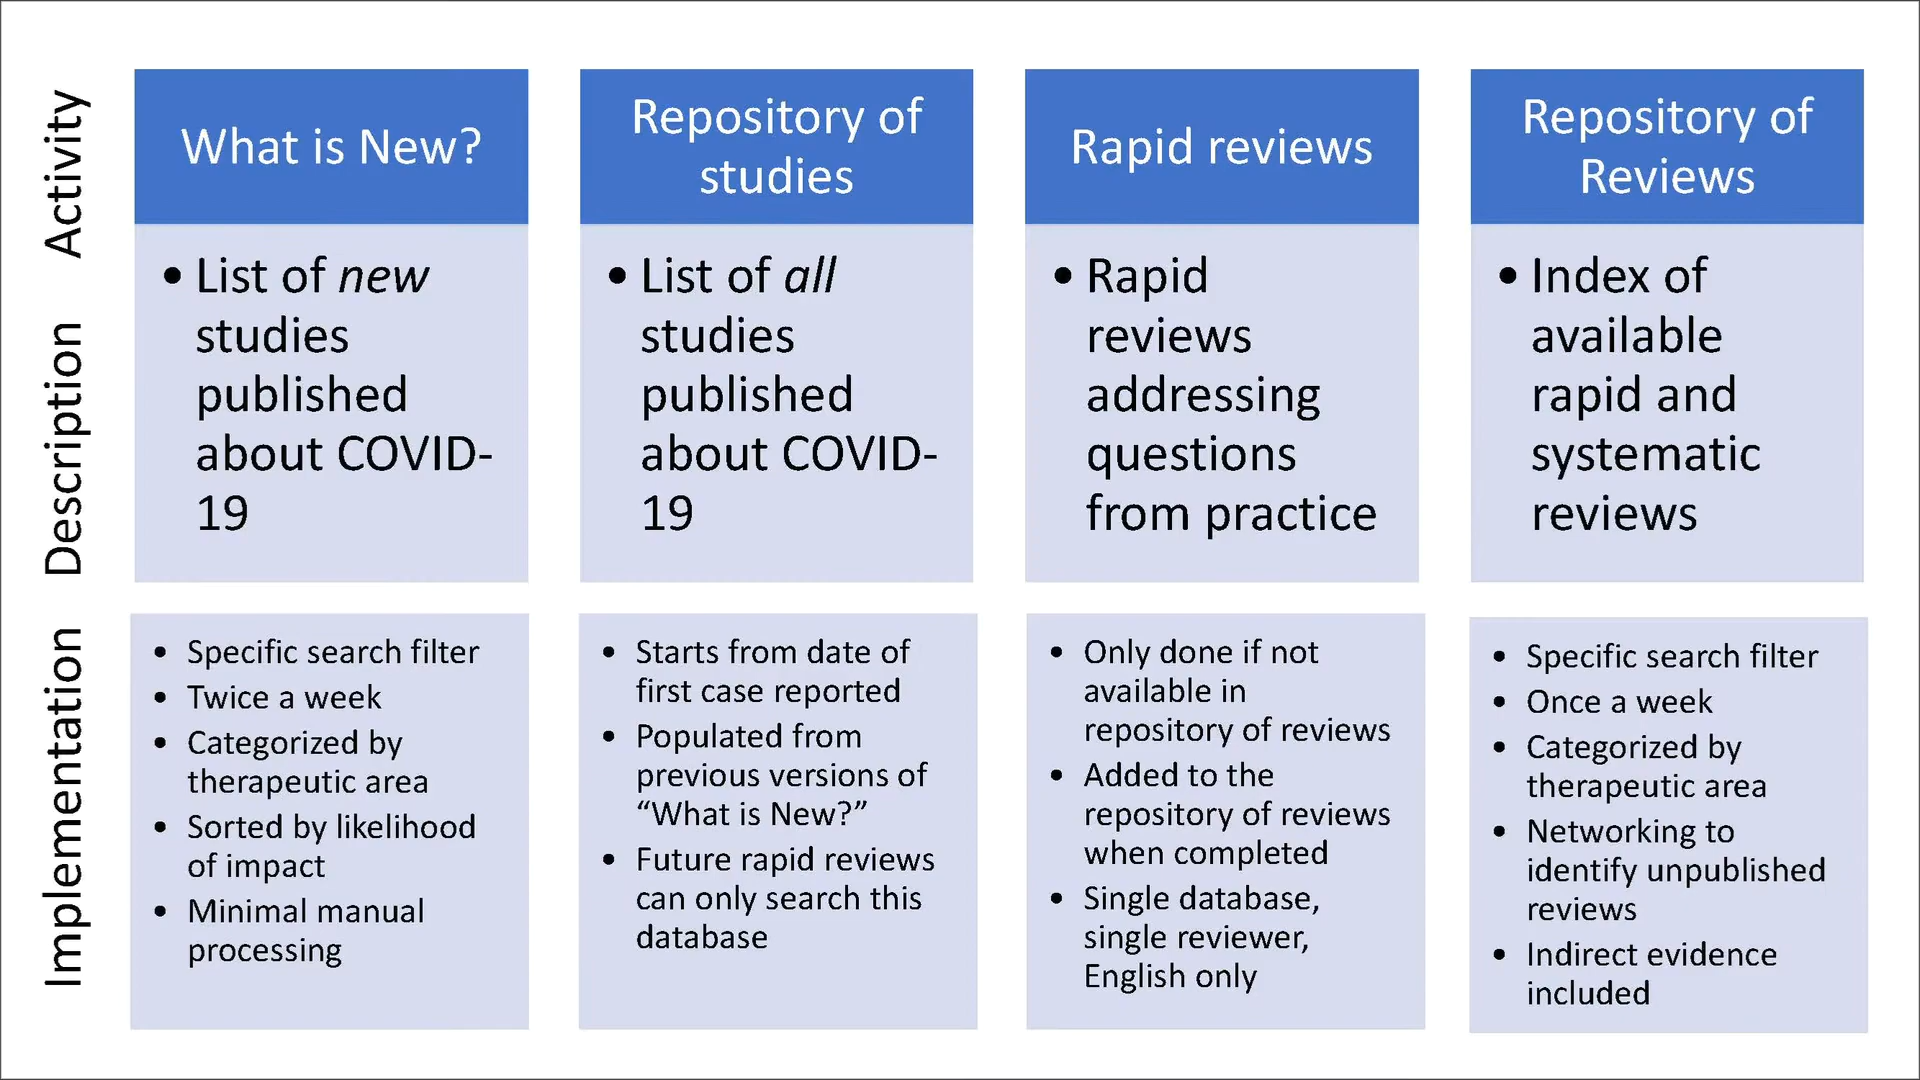 Activity
What is New?
Repository of
studies
Rapid reviews
Repository of
Reviews
Description
• List of new
studies
published
about COVID-
19
• List of all
studies
published
about COVID-
19
• Rapid
reviews
addressing
questions
from practice
• Index of
available
rapid and
systematic
reviews
Implementation
• Specific search filter
• Twice a week
• Categorized by
therapeutic area
• Sorted by likelihood
of impact
• Minimal manual
processing
• Starts from date of
first case reported
• Populated from
previous versions of
“What is New?”
• Future rapid reviews
can only search this
database
• Only done if not
available in
repository of reviews
• Added to the
repository of reviews
when completed
• Single database,
single reviewer,
English only
• Specific search filter
• Once a week
• Categorized by
therapeutic area
• Networking to
identify unpublished
reviews
• Indirect evidence
included